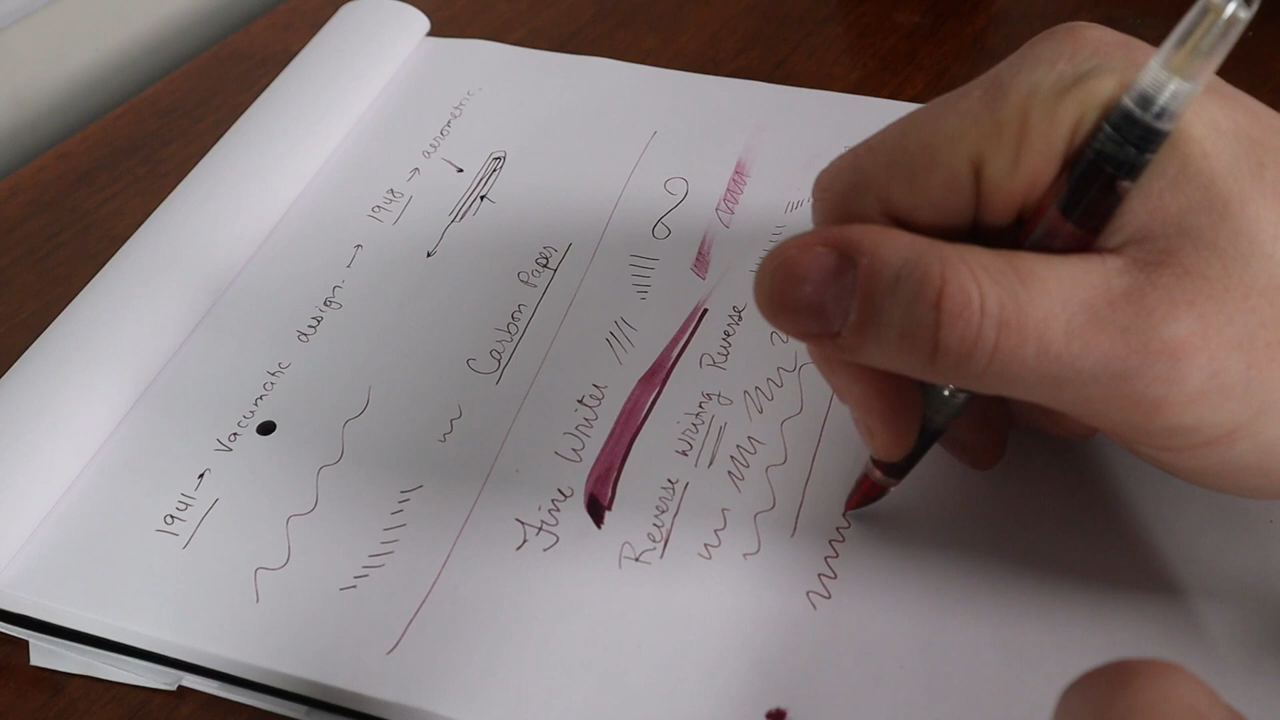 1941 → Vacumatic design. → 1948 → aerometric.
Carbon Paper
Fine Writer
Reverse writing Reverse